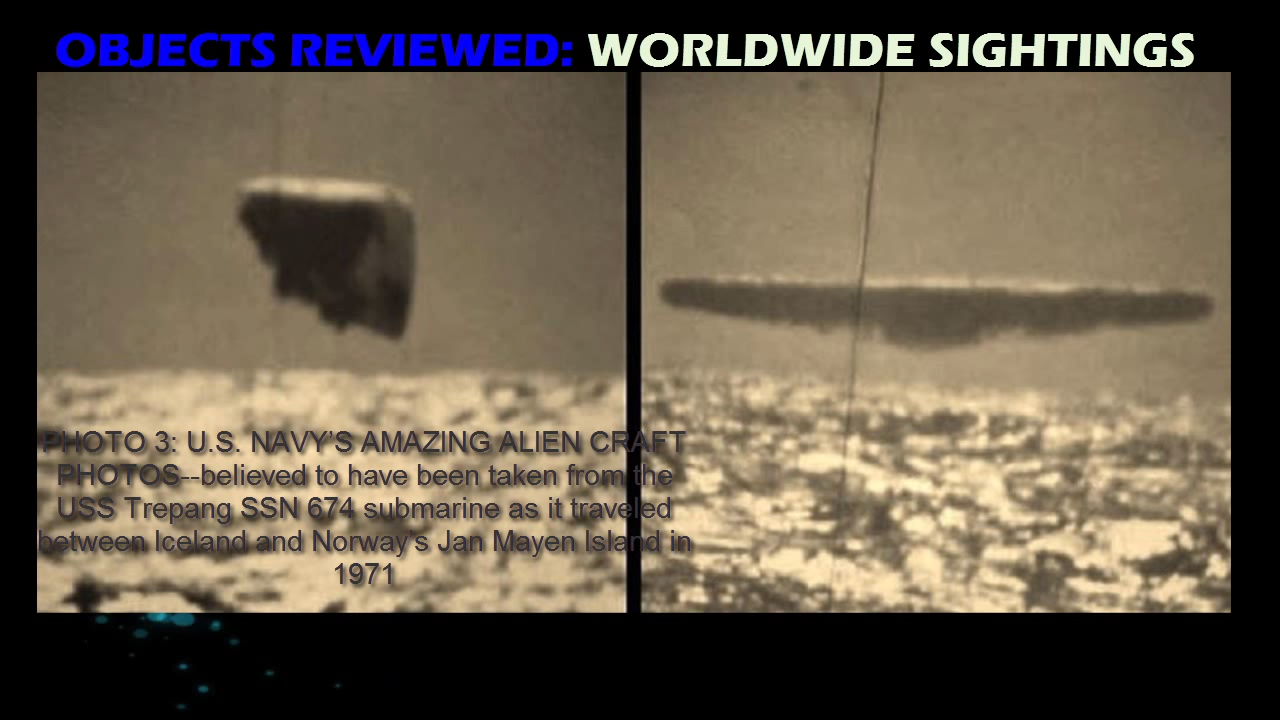 OBJECTS REVIEWED: WORLDWIDE SIGHTINGS
PHOTO 3: U.S. NAVY'S AMAZING ALIEN CRAFT
PHOTOS--believed to have been taken from the
USS Trepang SSN 674 submarine as it traveled
between Iceland and Norway's Jan Mayen Island in
1971